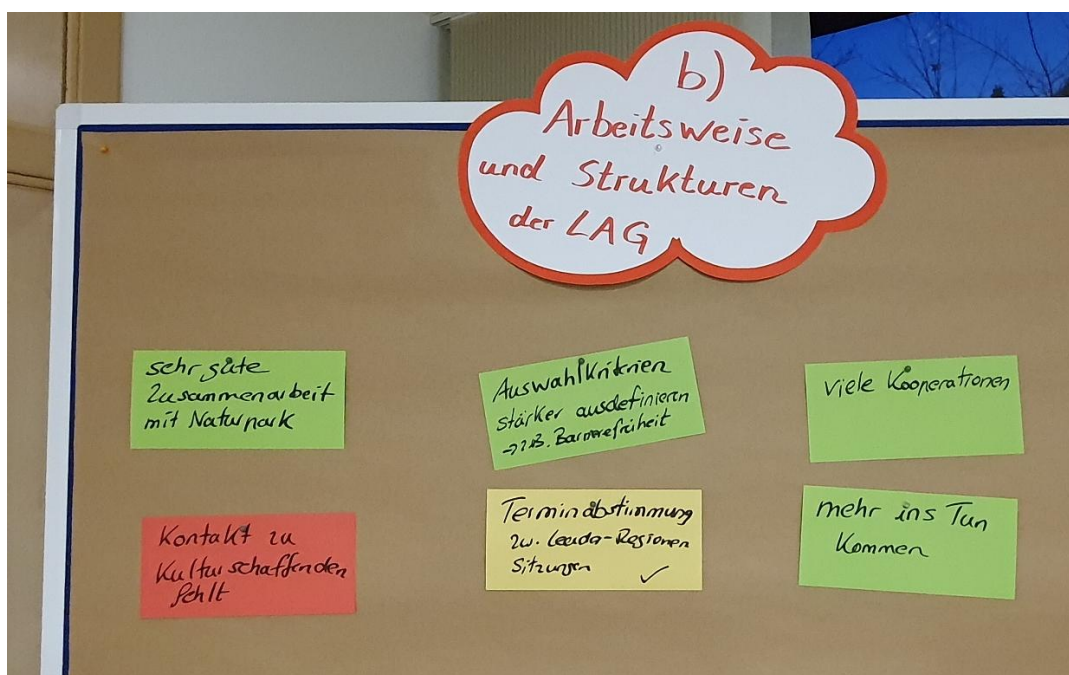 b)
Arbeitsweise
und Strukturen
der LAG
sehr gute
Zusammenarbeit
mit Naturpark
Auswahlkriterien
stärker ausdefinieren
→ z.B. Barrierefreiheit
viele Kooperationen
Kontakt zu
Kulturschaffenden
fehlt
Terminabstimmung
zw. Leader-Regionen
Sitzungen ✓
mehr ins Tun
kommen